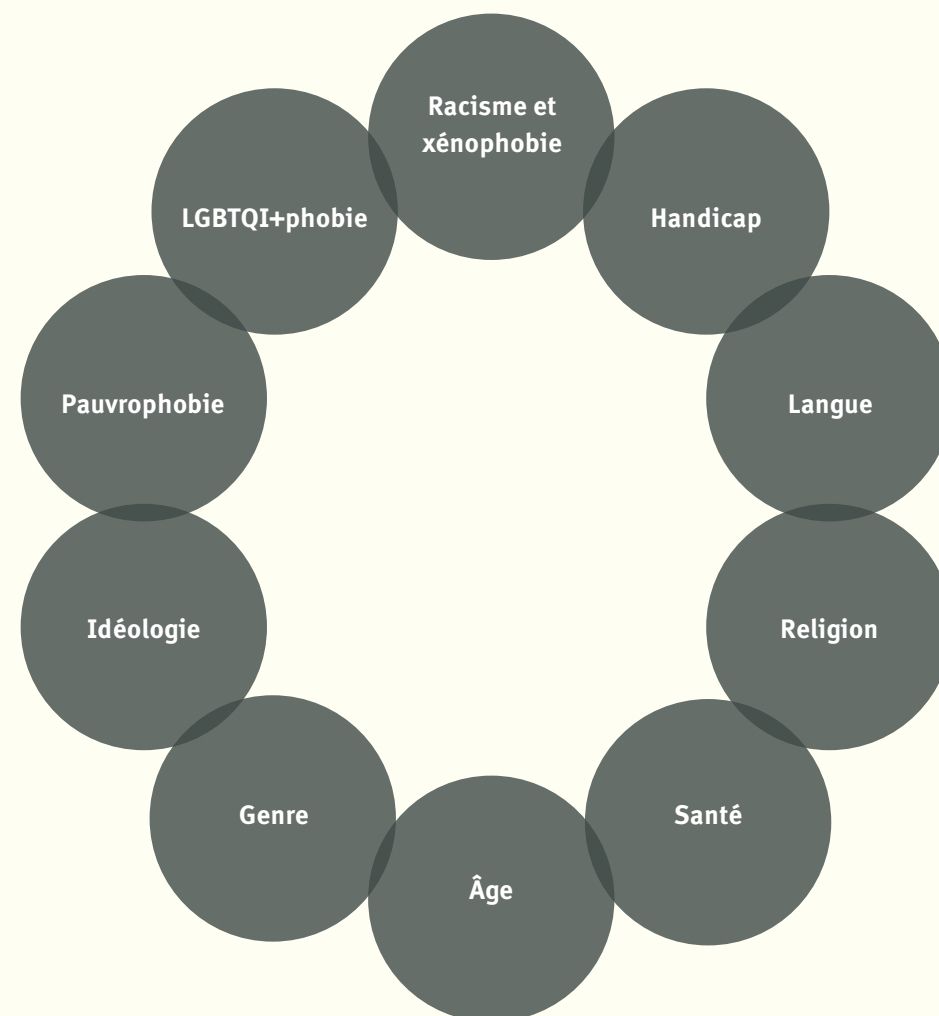 Racisme et
xénophobie
LGBTQI+phobie
Handicap
Pauvrophobie
Langue
Idéologie
Religion
Genre
Santé
Âge